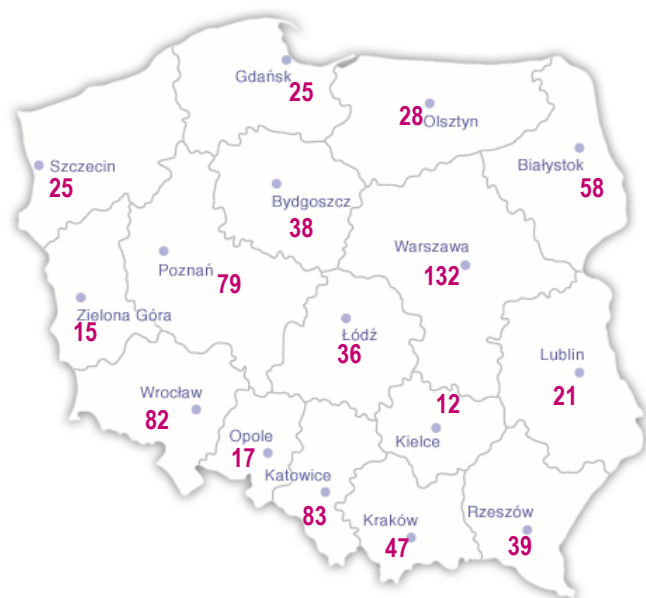 Gdańsk
25
28
Olsztyn
Szczecin
25
Białystok
58
Bydgoszcz
38
Warszawa
132
Poznań
79
Zielona Góra
15
Łódź
36
Lublin
21
Wrocław
82
12
Kielce
Opole
17
Katowice
83
Kraków
47
Rzeszów
39